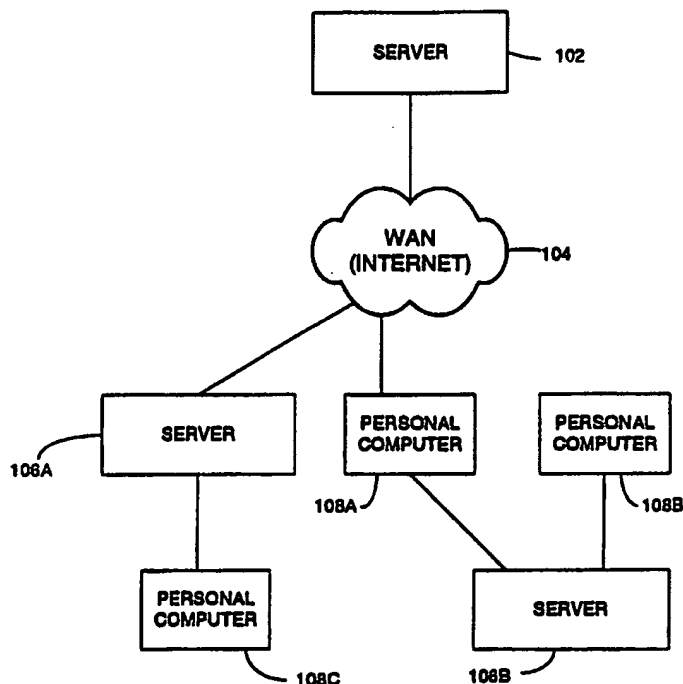 SERVER
102
WAN
(INTERNET)
104
SERVER
PERSONAL
COMPUTER
PERSONAL
COMPUTER
106A
108A
108B
PERSONAL
COMPUTER
SERVER
108C
106B